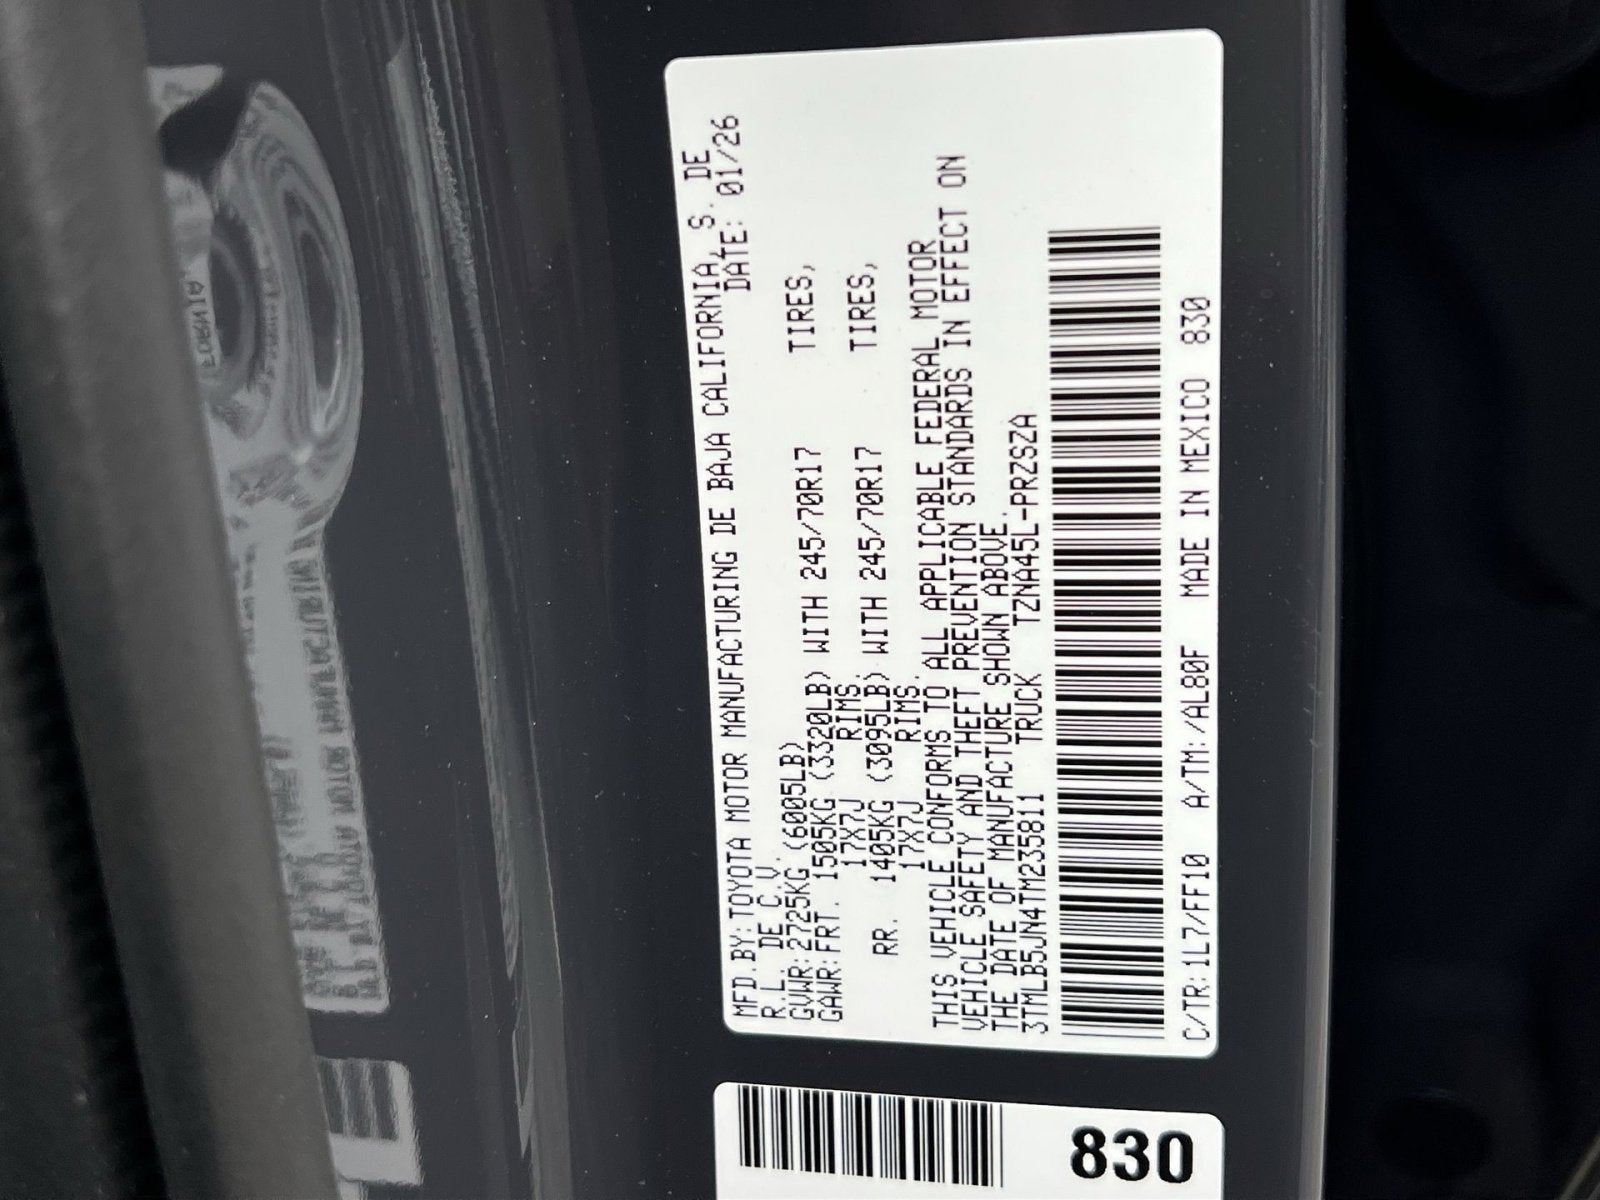 MFD.BY:TOYOTA MOTOR MANUFACTURING DE BAJA CALIFORNIA, S. DE
R.L. DE C.V. DATE: 01/26
GVWR:2725KG (6005LB)
GAWR:FRT. 1505KG (3320LB) WITH 245/70R17 TIRES,
17X7J RIMS.
RR. 1405KG (3095LB) WITH 245/70R17 TIRES,
17X7J RIMS.
THIS VEHICLE CONFORMS TO ALL APPLICABLE FEDERAL MOTOR
VEHICLE SAFETY AND THEFT PREVENTION STANDARDS IN EFFECT ON
THE DATE OF MANUFACTURE SHOWN ABOVE.
3TMLB5JN4TM235811 TRUCK TZNA45L-PRZSZA
C/TR:1L7/FF10 A/TM:/AL80F MADE IN MEXICO 830
830